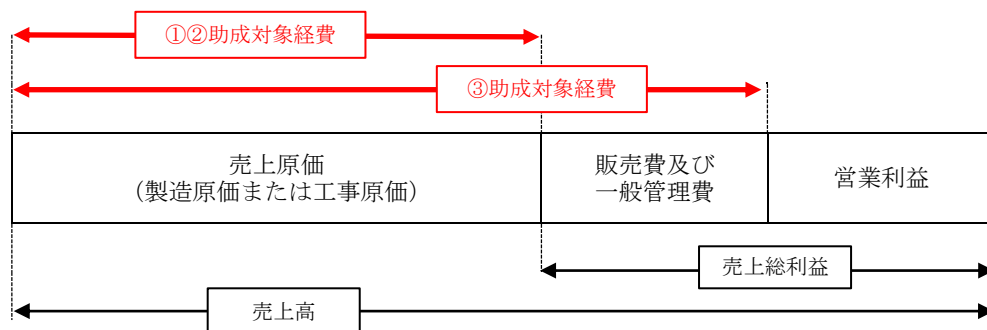 ①②助成対象経費
③助成対象経費
売上原価
（製造原価または工事原価）
販売費及び
一般管理費
営業利益
売上総利益
売上高